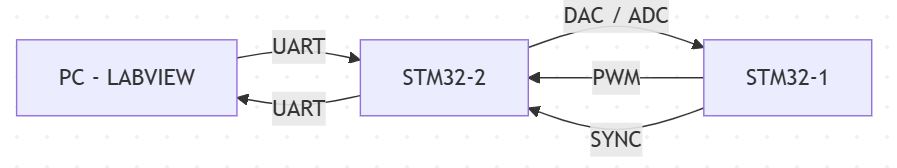 DAC / ADC
UART
PC - LABVIEW
STM32-2
PWM
STM32-1
UART
SYNC